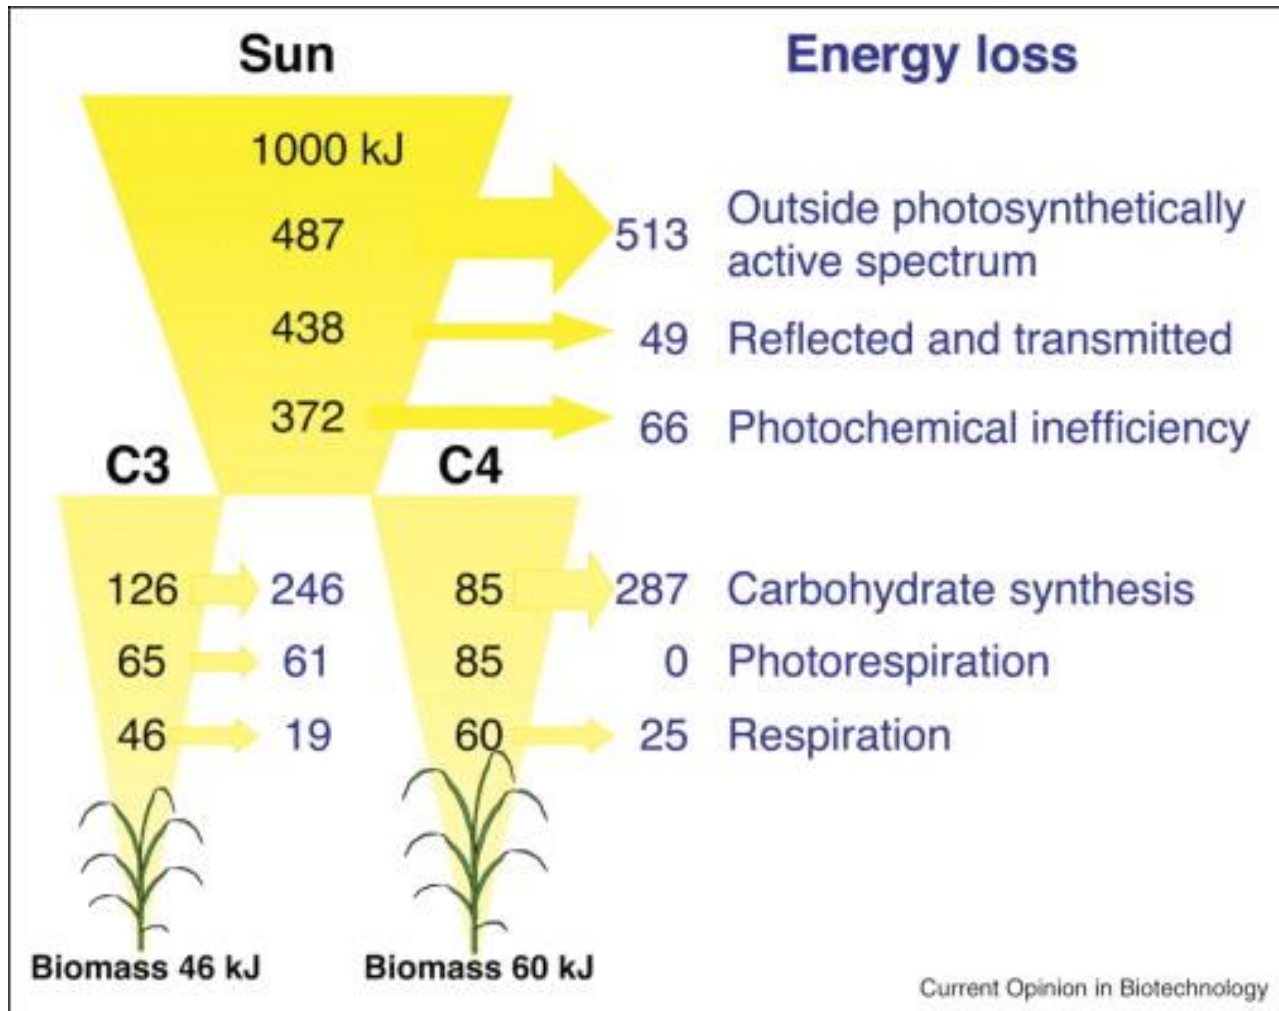 Sun Energy loss
1000 kJ
487 513 Outside photosynthetically
active spectrum
438 49 Reflected and transmitted
372 66 Photochemical inefficiency
C3 C4
126 246 85 287 Carbohydrate synthesis
65 61 85 0 Photorespiration
46 19 60 25 Respiration
Biomass 46 kJ Biomass 60 kJ
Current Opinion in Biotechnology